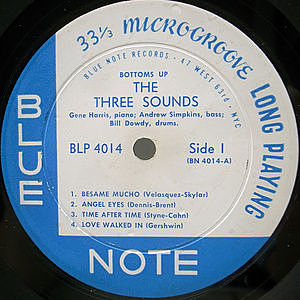 33⅓ MICROGROOVE LONG PLAYING
BLUE NOTE RECORDS • 47 WEST 63rd • NYC
BOTTOMS UP
THE
THREE SOUNDS
Gene Harris, piano; Andrew Simpkins, bass;
Bill Dowdy, drums.
BLP 4014
Side 1
(BN 4014-A)
1. BESAME MUCHO (Velasquez-Skylar)
2. ANGEL EYES (Dennis-Brent)
3. TIME AFTER TIME (Styne-Cahn)
4. LOVE WALKED IN (Gershwin)
BLUE
NOTE